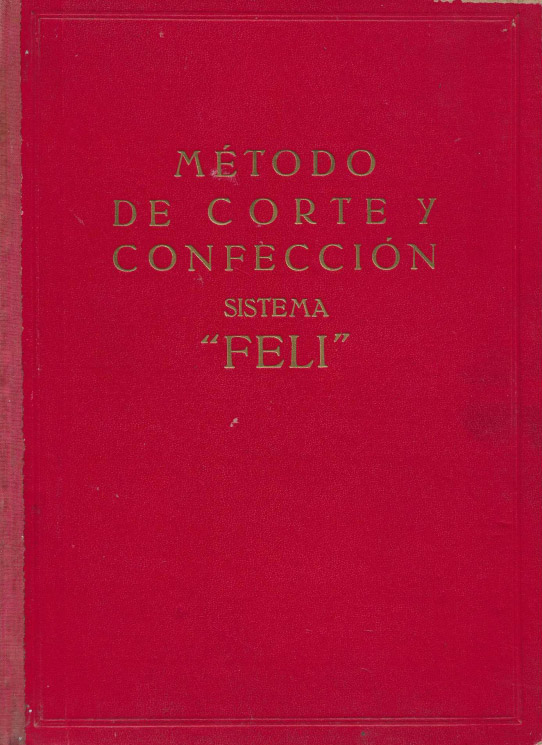 MÉTODO
DE CORTE Y
CONFECCIÓN
SISTEMA
“FELI”